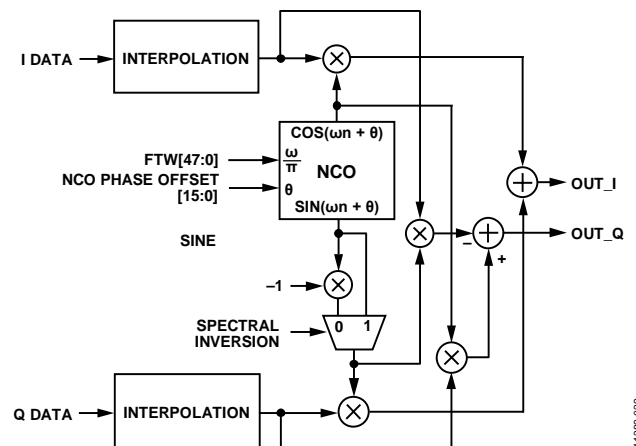 I DATA
INTERPOLATION
COS(ωn + θ)
FTW[47:0]
ω
π
NCO
NCO PHASE OFFSET
[15:0]
θ
SIN(ωn + θ)
OUT_I
SINE
–
+
OUT_Q
–1
0 1
SPECTRAL
INVERSION
Q DATA
INTERPOLATION